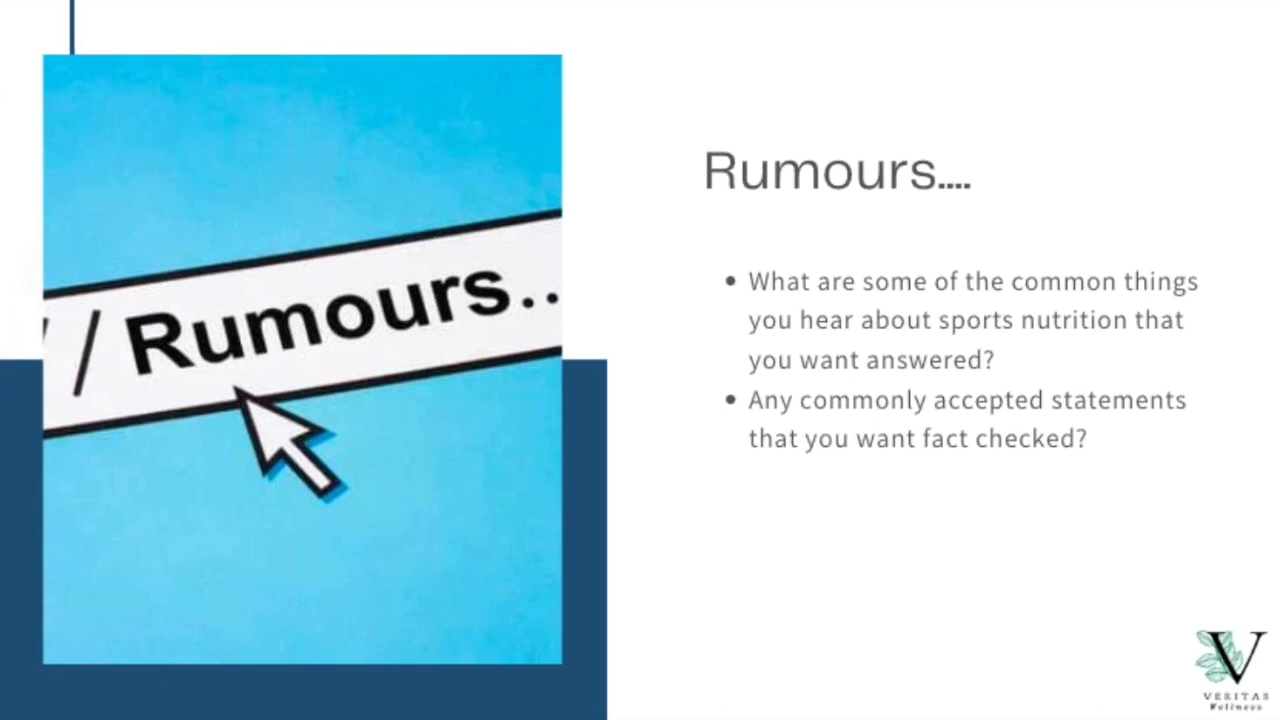 / Rumours..
Rumours....
• What are some of the common things
you hear about sports nutrition that
you want answered?
• Any commonly accepted statements
that you want fact checked?
V
VERITAS
Wellness